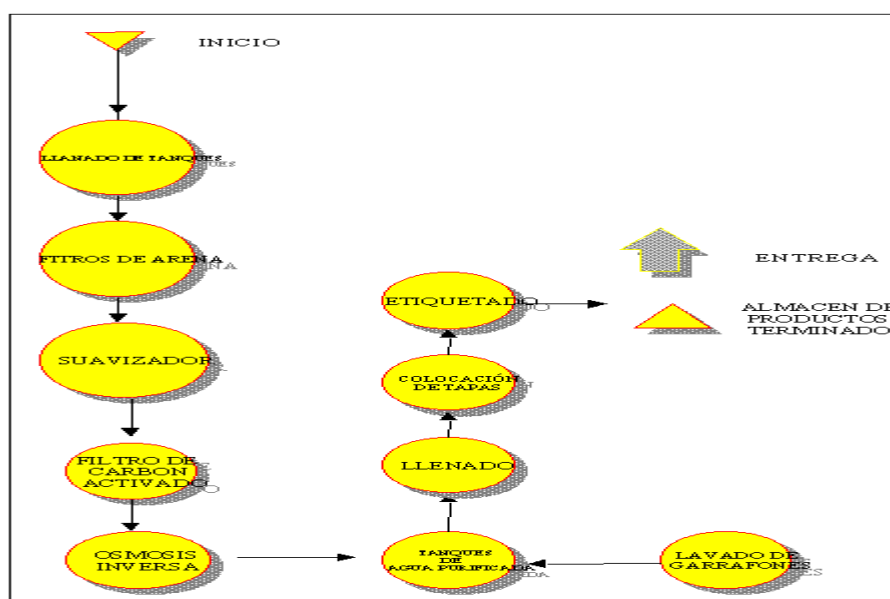 INICIO
LLANADO DE TANQUES
FITROS DE ARENA
SUAVIZADOR
FILTRO DE
CARBON
ACTIVADO
OSMOSIS
INVERSA
TANQUES
DE
AGUA PURIFICADA
LAVADO DE
GARRAFONES
LLENADO
COLOCACIÓN
DE TAPAS
ETIQUETADO
ENTREGA
ALMACEN DE
PRODUCTOS
TERMINADO